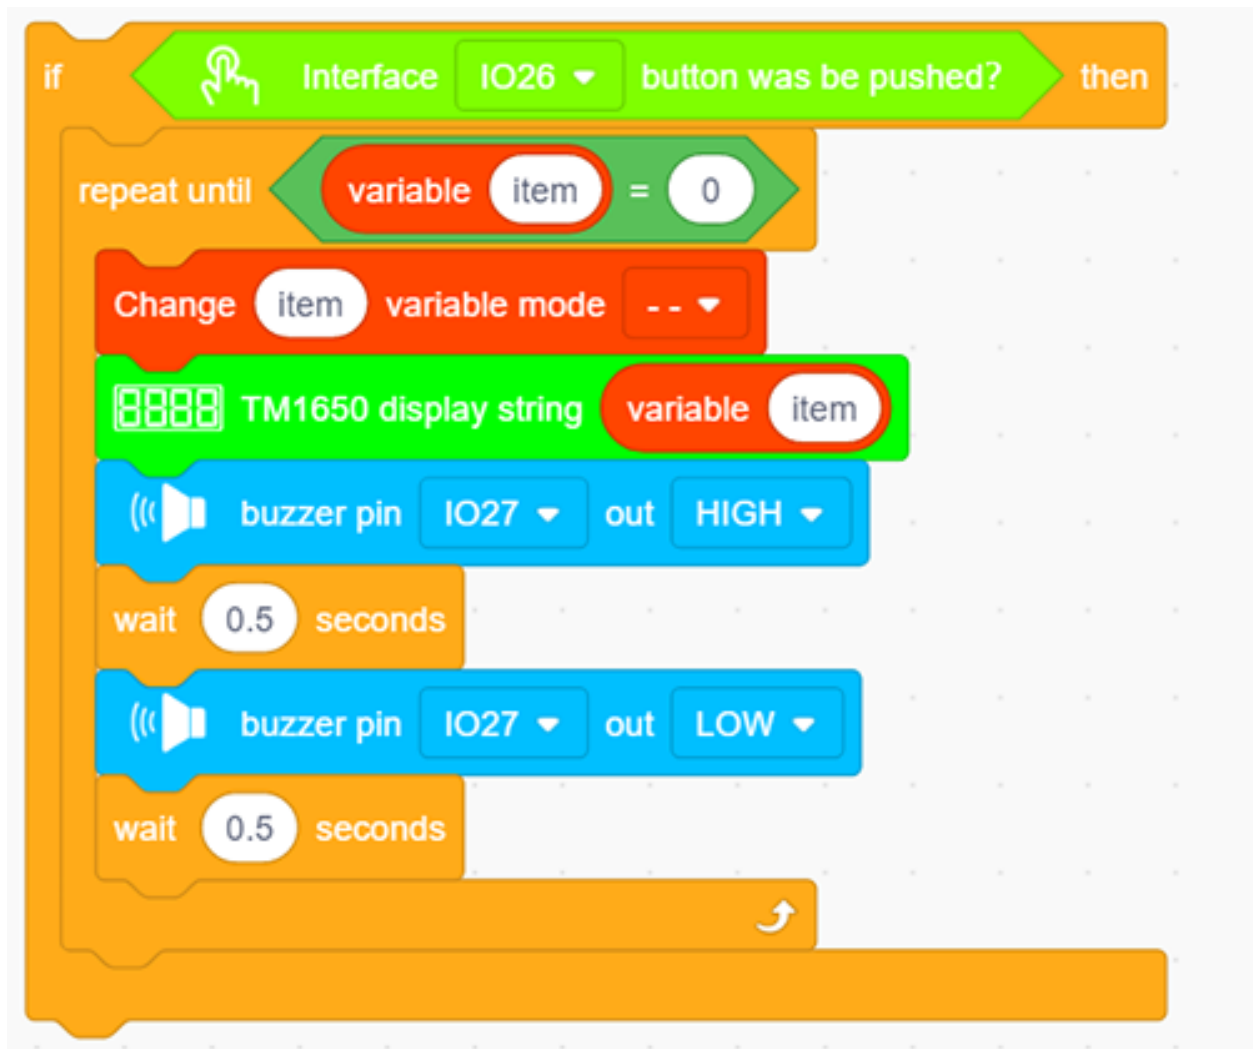 if Interface IO26 button was be pushed? then
repeat until variable item = 0
Change item variable mode - -
TM1650 display string variable item
buzzer pin IO27 out HIGH
wait 0.5 seconds
buzzer pin IO27 out LOW
wait 0.5 seconds